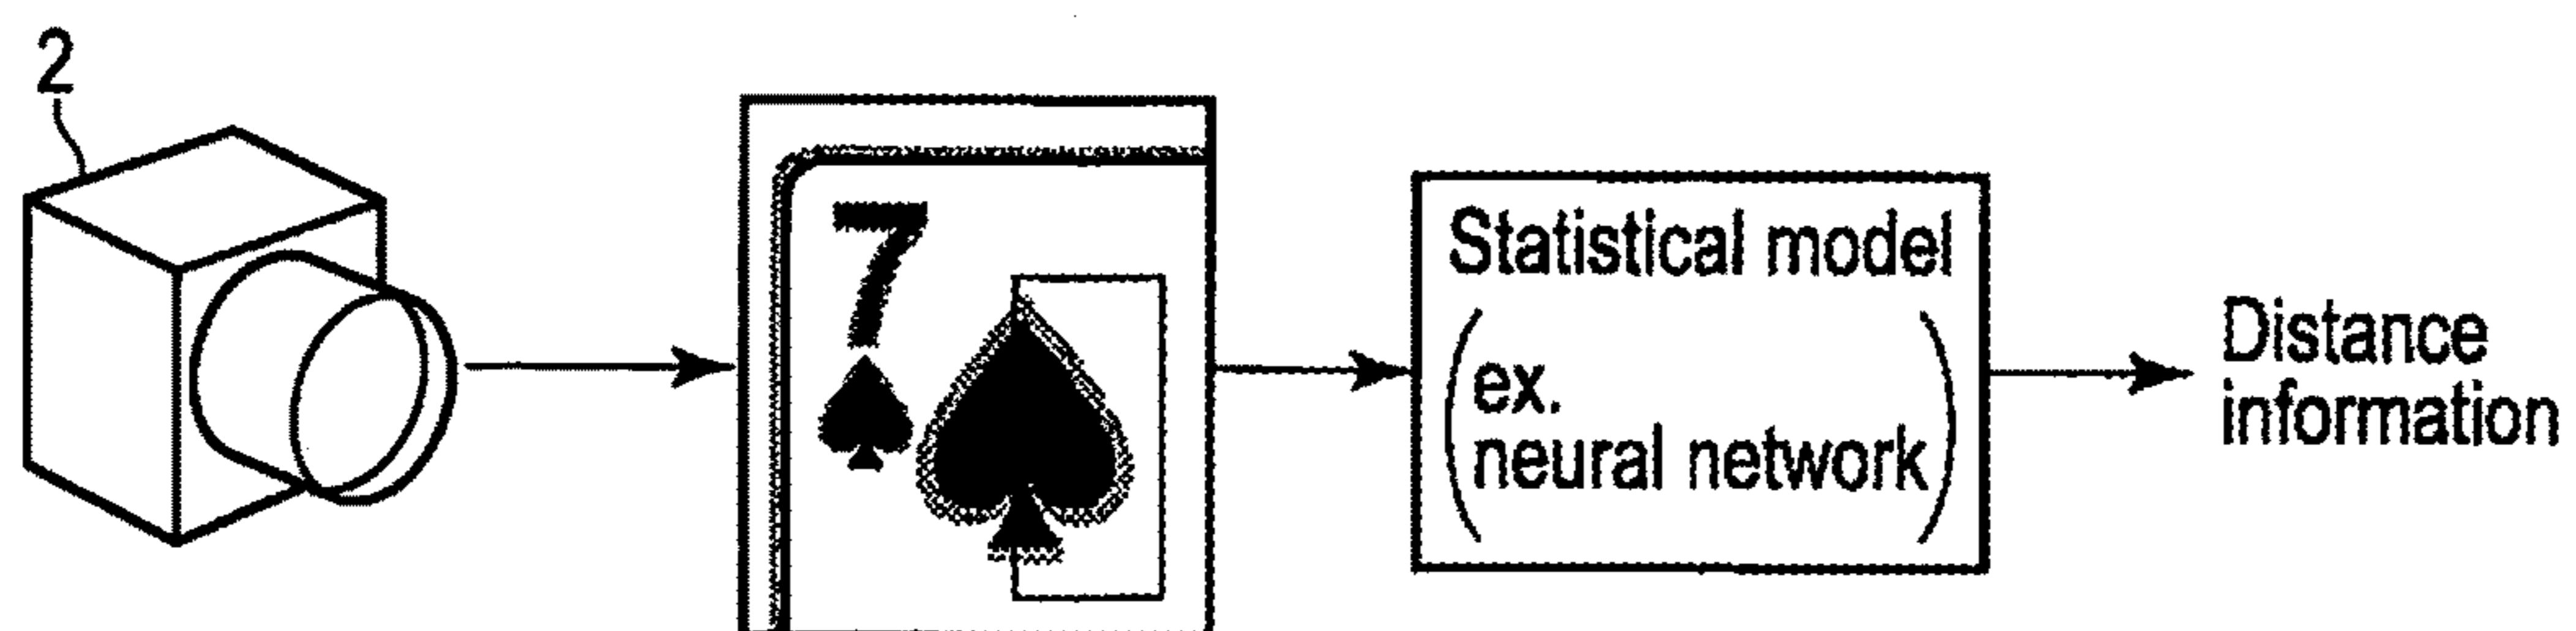 2
7
Statistical model
(ex.
neural network)
Distance
information